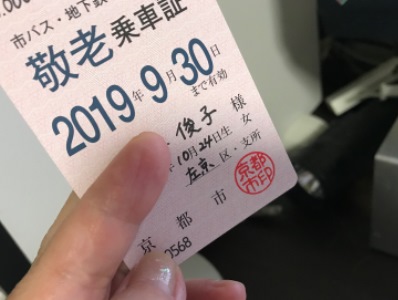 .000
市バス・地下鉄
敬老乗車証
2019年9月30日
まで有効
俊子 様
年10月24日生 女
左京 区・支所
京都市
京都市印
0568